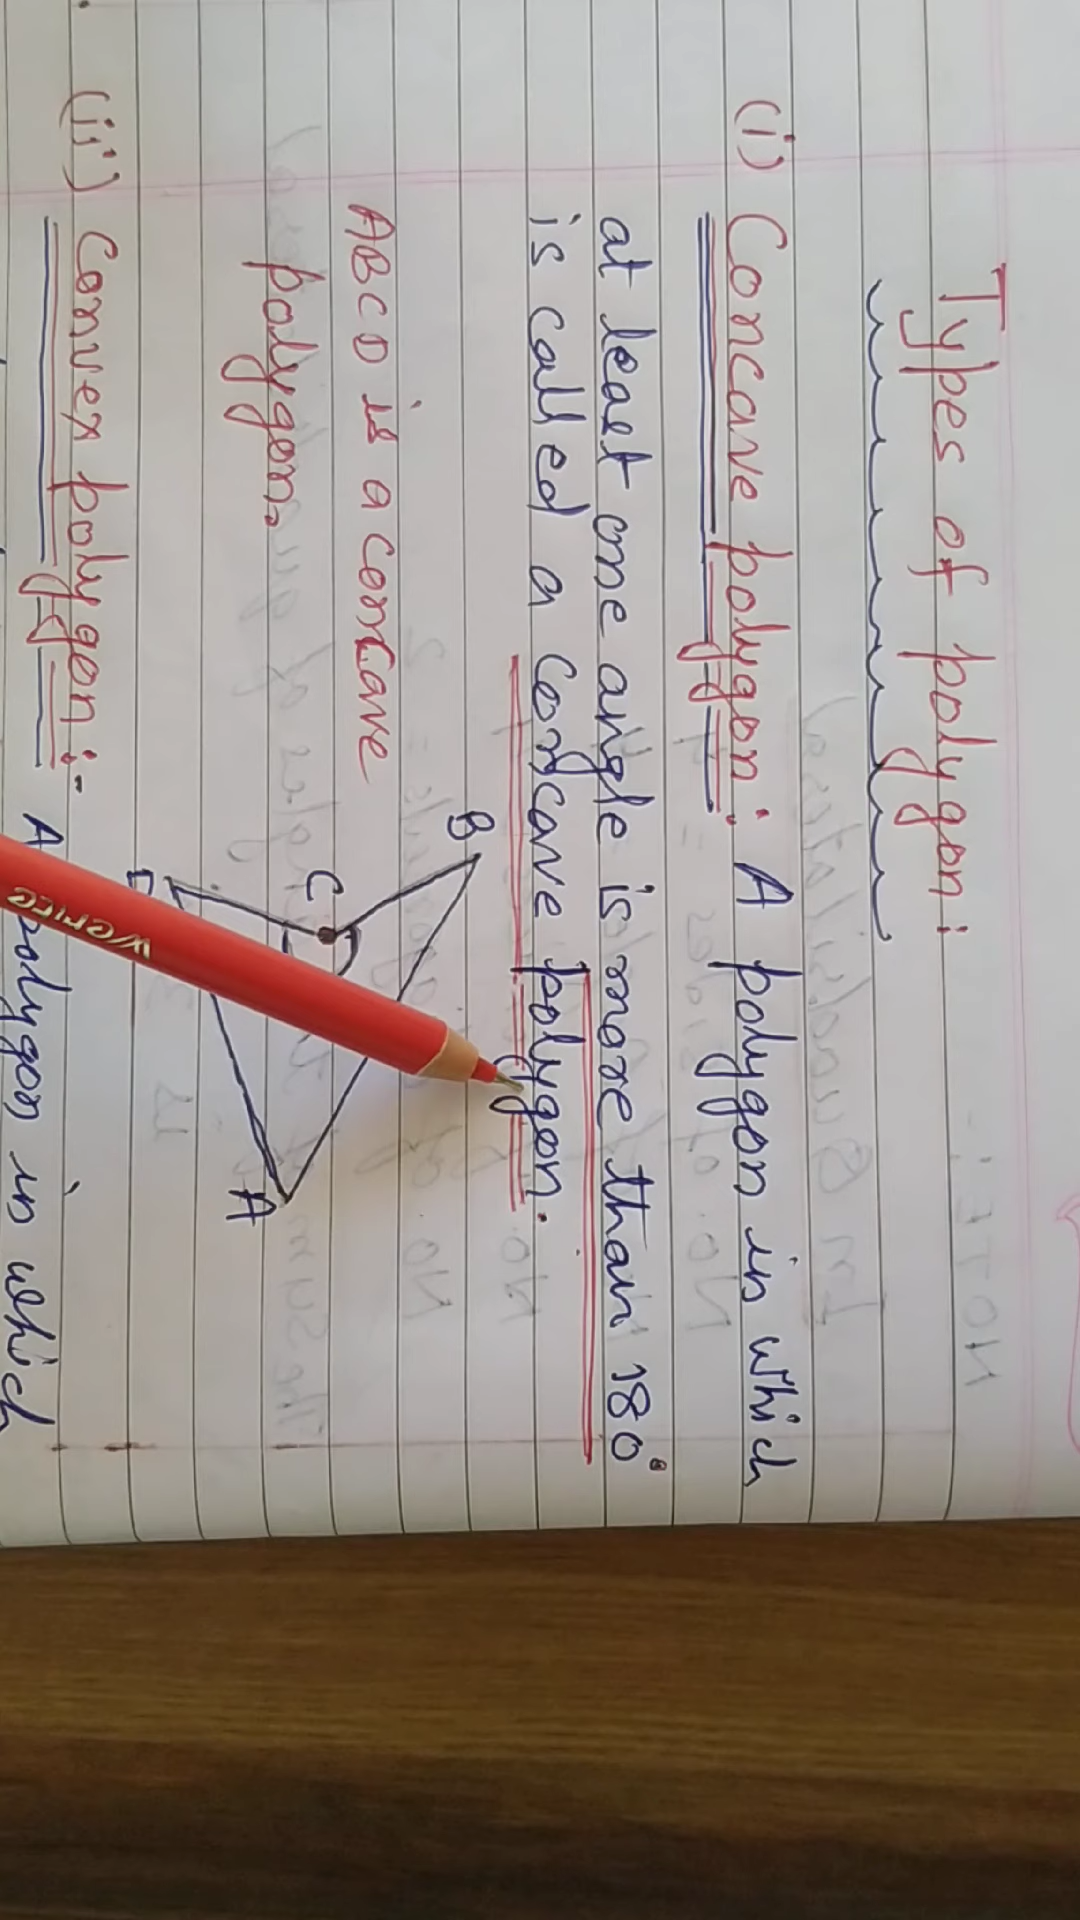 Types of polygon:
(i) Concave polygon: A polygon in which
at least one angle is more than 180°
is called a concave polygon.
B
ABCD is a concave
polygon.
C
A
(ii) Convex polygon:- A polygon in which